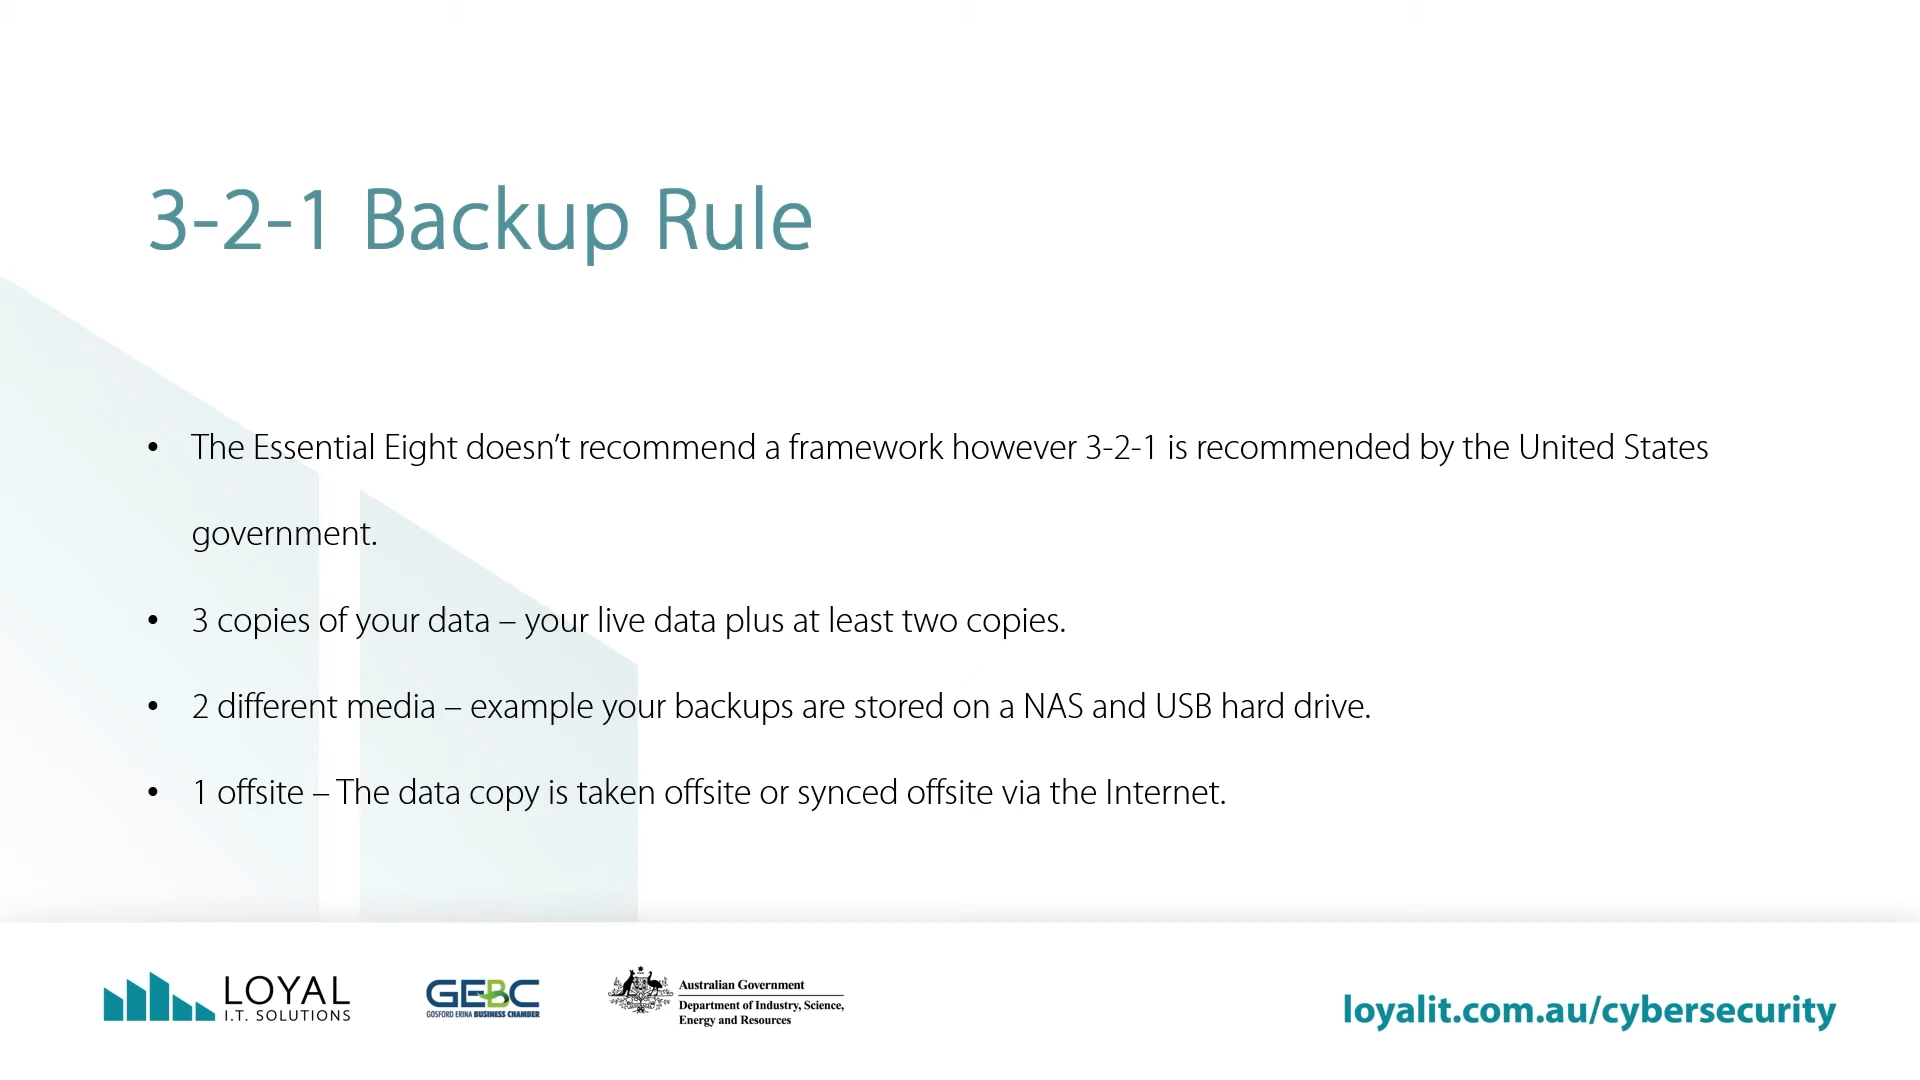 3-2-1 Backup Rule
• The Essential Eight doesn’t recommend a framework however 3-2-1 is recommended by the United States
government.
• 3 copies of your data – your live data plus at least two copies.
• 2 different media – example your backups are stored on a NAS and USB hard drive.
• 1 offsite – The data copy is taken offsite or synced offsite via the Internet.
LOYAL
I.T. SOLUTIONS
GEBC
GOSFORD ERINA BUSINESS CHAMBER
Australian Government
Department of Industry, Science,
Energy and Resources
loyalit.com.au/cybersecurity